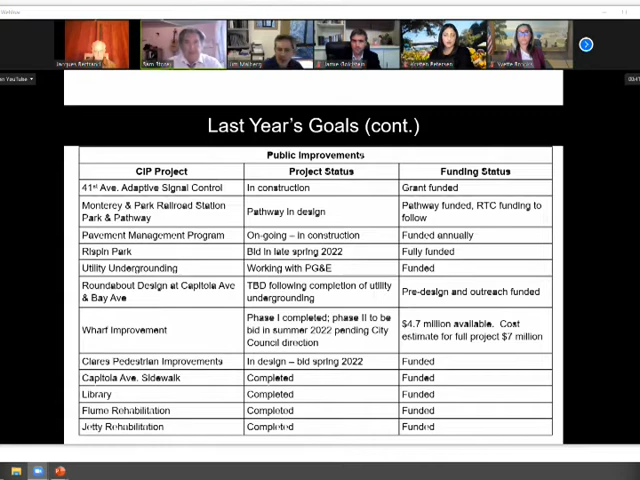 Jacques Bertrand
Sam Storey
Jim Malberg
Jamie Goldstein
Kristen Petersen
Yvette Brooks
Last Year's Goals (cont.)
Public Improvements
CIP Project Project Status Funding Status
41st Ave. Adaptive Signal Control In construction Grant funded
Monterey & Park Railroad Station
Park & Pathway
Pathway in design
Pathway funded, RTC funding to
follow
Pavement Management Program On-going – in construction Funded annually
Rispin Park Bid in late spring 2022 Fully funded
Utility Undergrounding Working with PG&E Funded
Roundabout Design at Capitola Ave
& Bay Ave
TBD following completion of utility
undergrounding
Pre-design and outreach funded
Wharf Improvement
Phase I completed; phase II to be
bid in summer 2022 pending City
Council direction
$4.7 million available. Cost
estimate for full project $7 million
Clares Pedestrian Improvements In design – bid spring 2022 Funded
Capitola Ave. Sidewalk Completed Funded
Library Completed Funded
Flume Rehabilitation Completed Funded
Jetty Rehabilitation Completed Funded